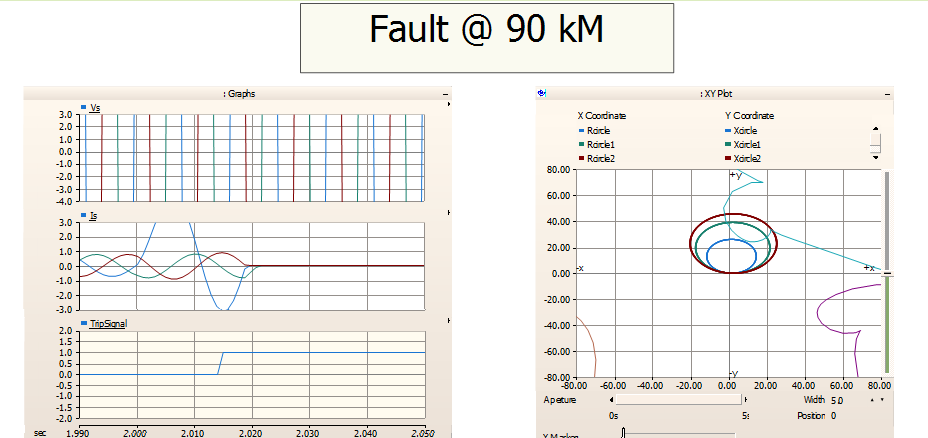 Fault @ 90 kM
: Graphs
Vs
3.0
2.0
1.0
0.0
-1.0
-2.0
-3.0
-4.0
Is
3.0
2.0
1.0
0.0
-1.0
-2.0
-3.0
TripSignal
2.0
1.5
1.0
0.5
0.0
-0.5
-1.0
-1.5
-2.0
sec 1.990 2.000 2.010 2.020 2.030 2.040 2.050
: XY Plot
X Coordinate Y Coordinate
Rcircle Xcircle
Rcircle1 Xcircle1
Rcircle2 Xcircle2
80.00
60.00
40.00
20.00
0.00
-20.00
-40.00
-60.00
-80.00
+y
-x +x
-y
-80.00 -60.00 -40.00 -20.00 0.00 20.00 40.00 60.00 80.00
Aperture Width 5.0
0s 5s Position 0